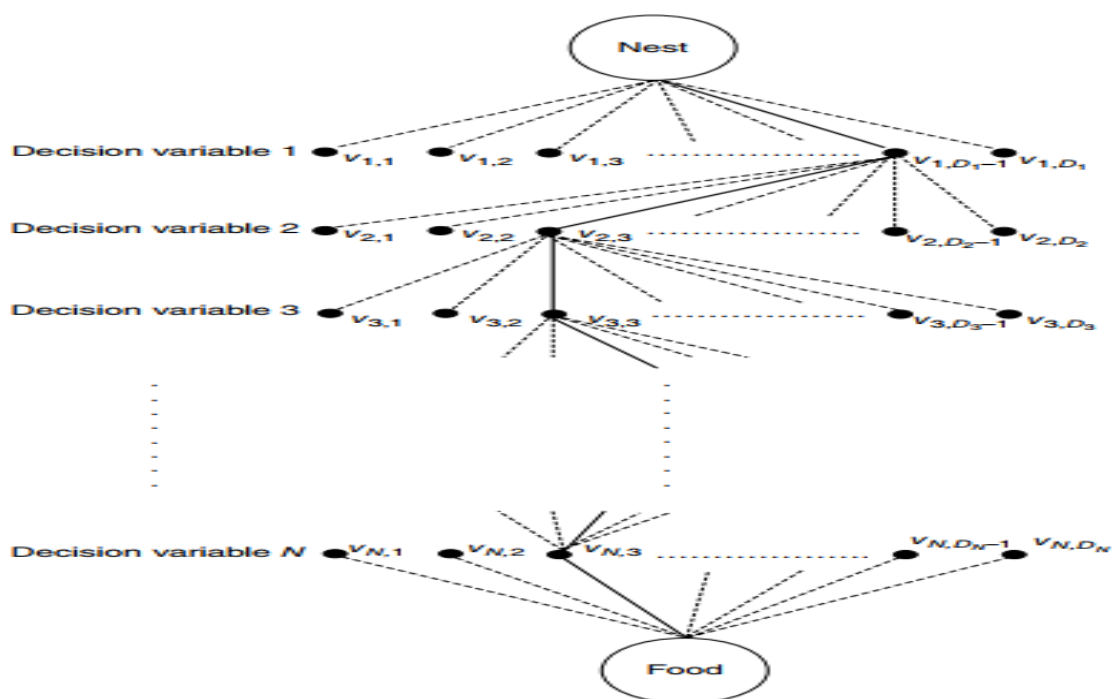 Nest
Decision variable 1 v1,1 v1,2 v1,3 v1,D1−1 v1,D1
Decision variable 2 v2,1 v2,2 v2,3 v2,D2−1 v2,D2
Decision variable 3 v3,1 v3,2 v3,3 v3,D3−1 v3,D3
Decision variable N vN,1 vN,2 vN,3 vN,DN−1 vN,DN
Food